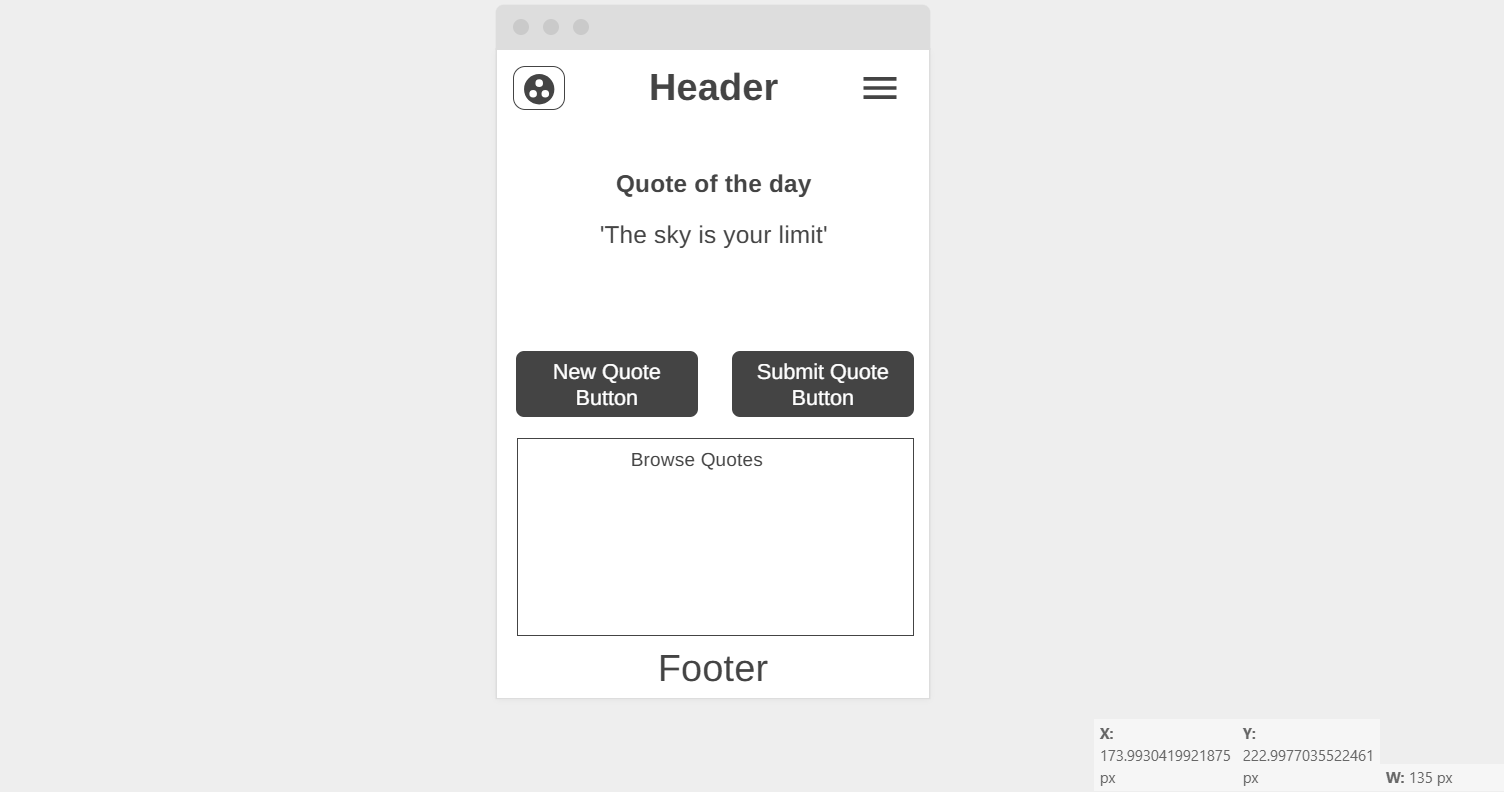 Header
Quote of the day
'The sky is your limit'
New Quote
Button
Submit Quote
Button
Browse Quotes
Footer
X:
173.9930419921875
px
Y:
222.9977035522461
px
W: 135 px